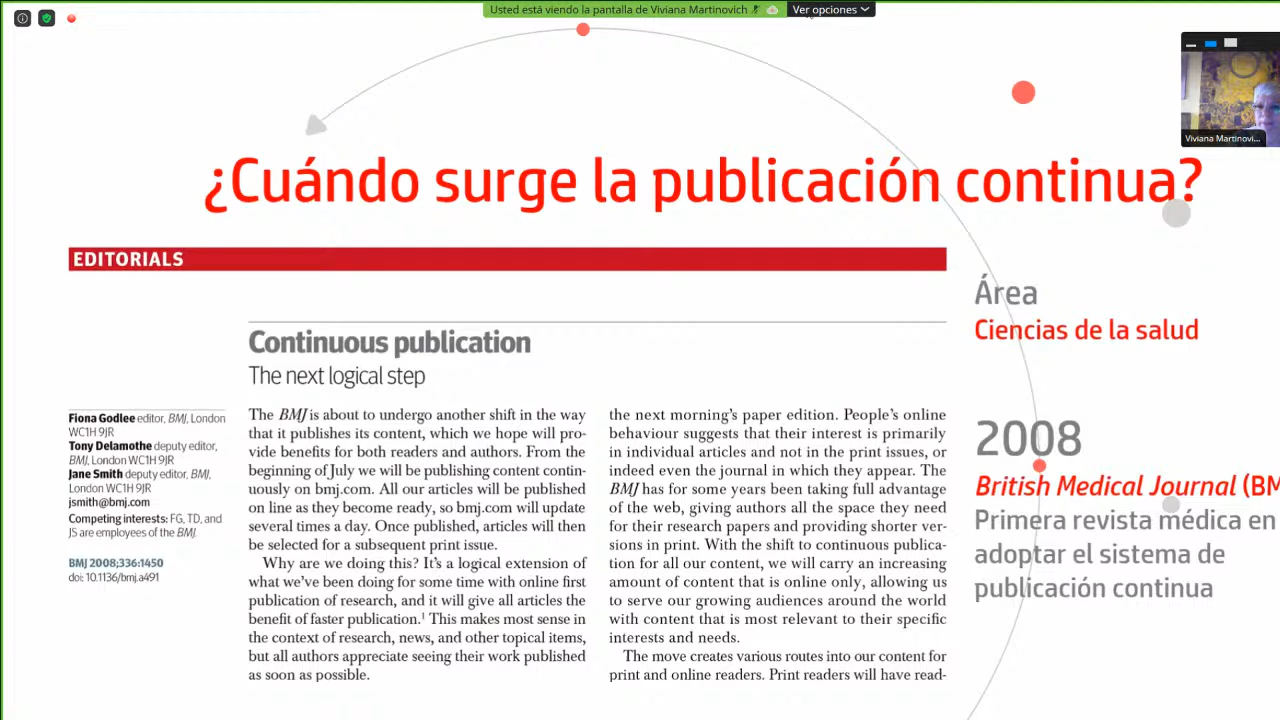 Usted está viendo la pantalla de Viviana Martinovich
Ver opciones
Viviana Martinovi...
¿Cuándo surge la publicación continua?
EDITORIALS
Continuous publication
The next logical step
Fiona Godlee editor, BMJ, London
WC1H 9JR
Tony Delamothe deputy editor,
BMJ, London WC1H 9JR
Jane Smith deputy editor, BMJ,
London WC1H 9JR
jsmith@bmj.com
Competing interests: FG, TD, and
JS are employees of the BMJ.
BMJ 2008;336:1450
doi: 10.1136/bmj.a491
The BMJ is about to undergo another shift in the way
that it publishes its content, which we hope will pro-
vide benefits for both readers and authors. From the
beginning of July we will be publishing content contin-
uously on bmj.com. All our articles will be published
on line as they become ready, so bmj.com will update
several times a day. Once published, articles will then
be selected for a subsequent print issue.
Why are we doing this? It's a logical extension of
what we've been doing for some time with online first
publication of research, and it will give all articles the
benefit of faster publication.¹ This makes most sense in
the context of research, news, and other topical items,
but all authors appreciate seeing their work published
as soon as possible.
the next morning's paper edition. People's online
behaviour suggests that their interest is primarily
in individual articles and not in the print issues, or
indeed even the journal in which they appear. The
BMJ has for some years been taking full advantage
of the web, giving authors all the space they need
for their research papers and providing shorter ver-
sions in print. With the shift to continuous publica-
tion for all our content, we will carry an increasing
amount of content that is online only, allowing us
to serve our growing audiences around the world
with content that is most relevant to their specific
interests and needs.
The move creates various routes into our content for
print and online readers. Print readers will have read-
Área
Ciencias de la salud
2008
British Medical Journal (BM
Primera revista médica en
adoptar el sistema de
publicación continua